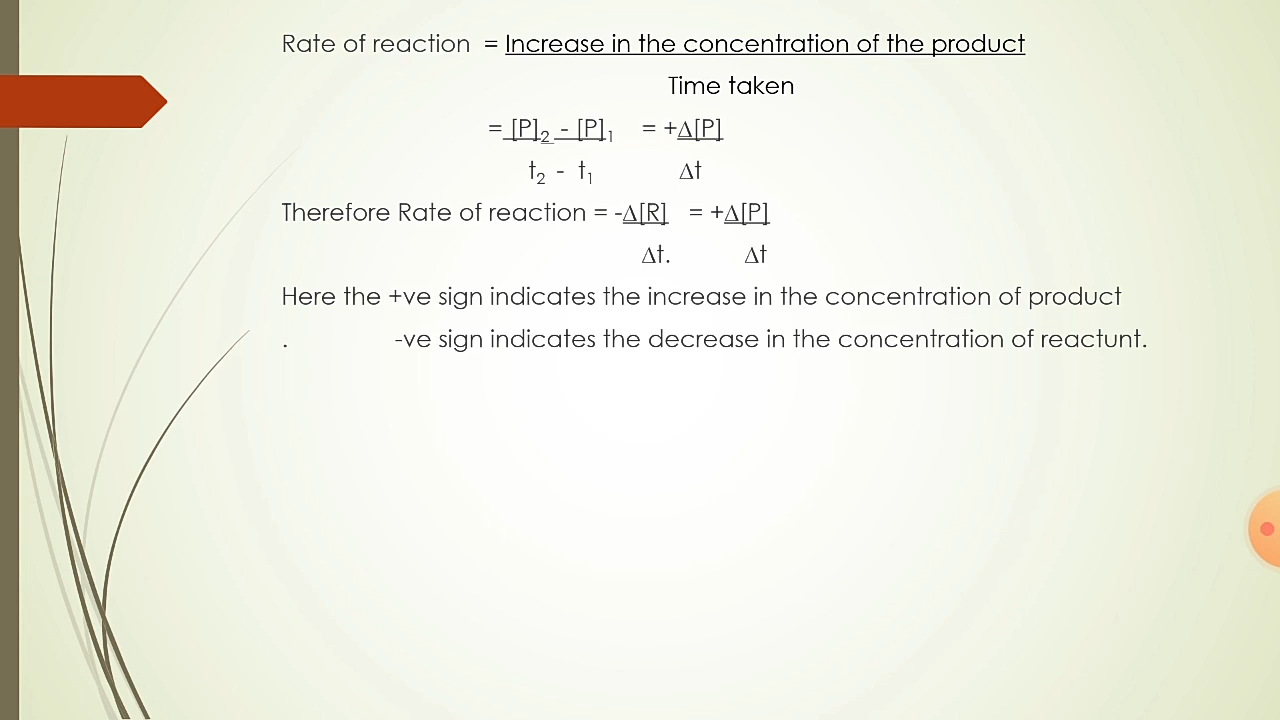 Rate of reaction = Increase in the concentration of the product
Time taken
= [P]₂ - [P]₁ = +Δ[P]
t₂ - t₁ Δt
Therefore Rate of reaction = -Δ[R] = +Δ[P]
Δt. Δt
Here the +ve sign indicates the increase in the concentration of product
. -ve sign indicates the decrease in the concentration of reactunt.